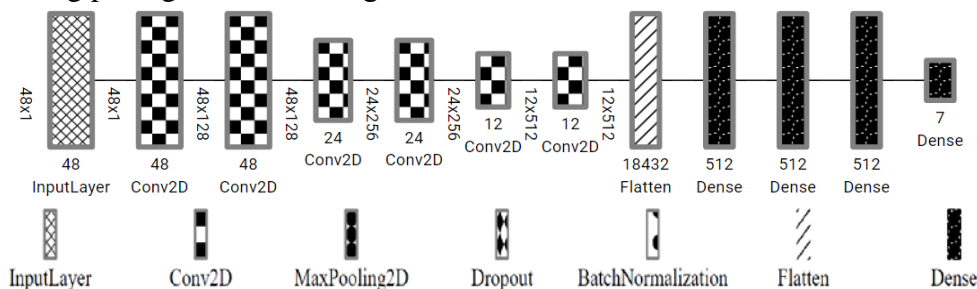 48x1
48
InputLayer
48x1
48
Conv2D
48x128
48
Conv2D
48x128
24
Conv2D
24x256
24
Conv2D
24x256
12
Conv2D
12x512
12
Conv2D
12x512
18432
Flatten
512
Dense
512
Dense
512
Dense
7
Dense
InputLayer
Conv2D
MaxPooling2D
Dropout
BatchNormalization
Flatten
Dense